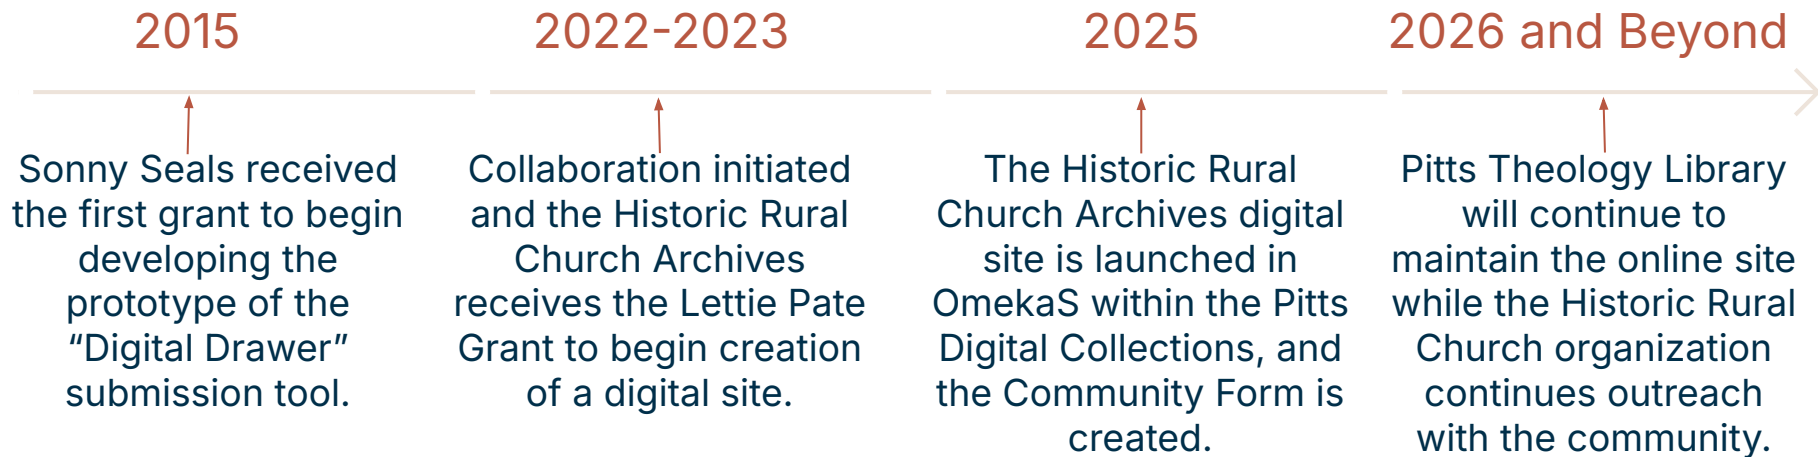 2015
Sonny Seals received
the first grant to begin
developing the
prototype of the
“Digital Drawer”
submission tool.
2022-2023
Collaboration initiated
and the Historic Rural
Church Archives
receives the Lettie Pate
Grant to begin creation
of a digital site.
2025
The Historic Rural
Church Archives digital
site is launched in
OmekaS within the Pitts
Digital Collections, and
the Community Form is
created.
2026 and Beyond
Pitts Theology Library
will continue to
maintain the online site
while the Historic Rural
Church organization
continues outreach
with the community.